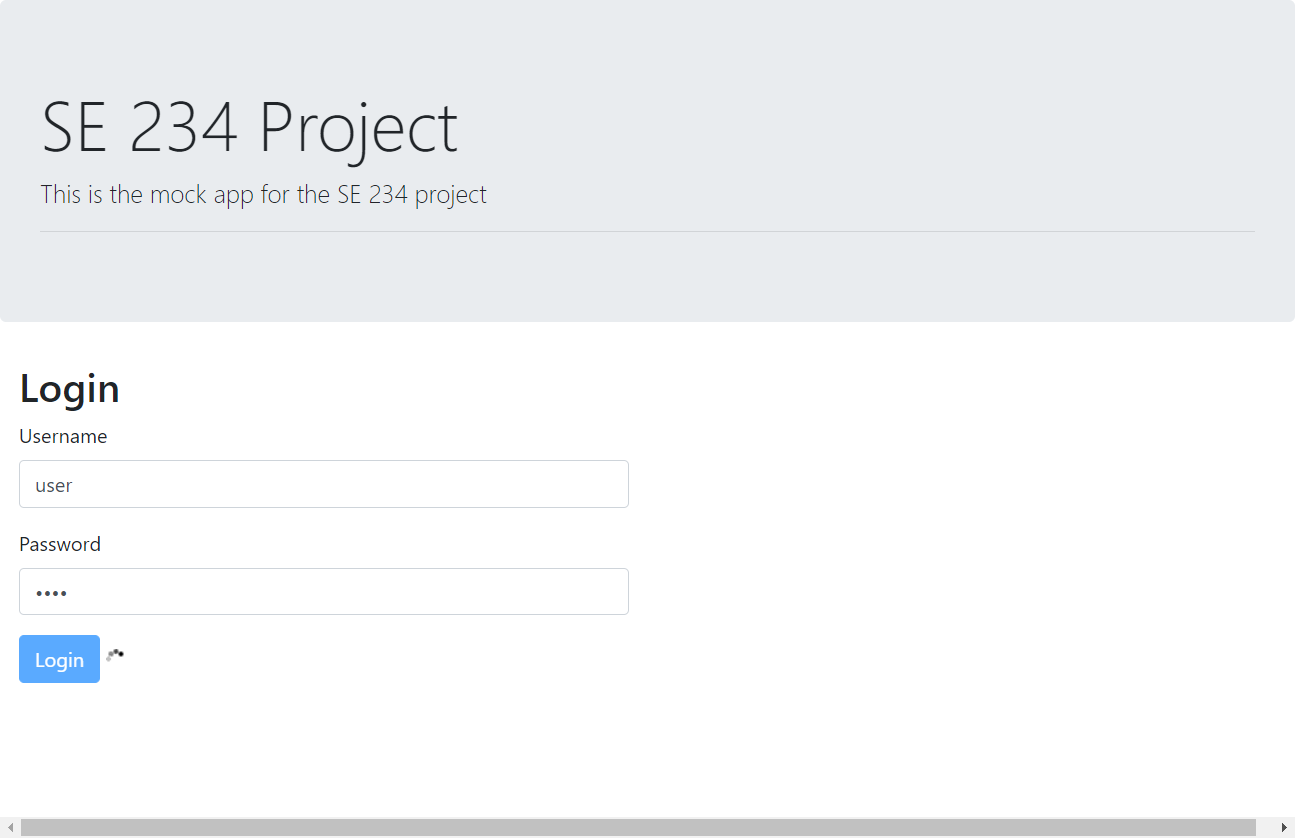 SE 234 Project
This is the mock app for the SE 234 project
Login
Username
user
Password
••••
Login